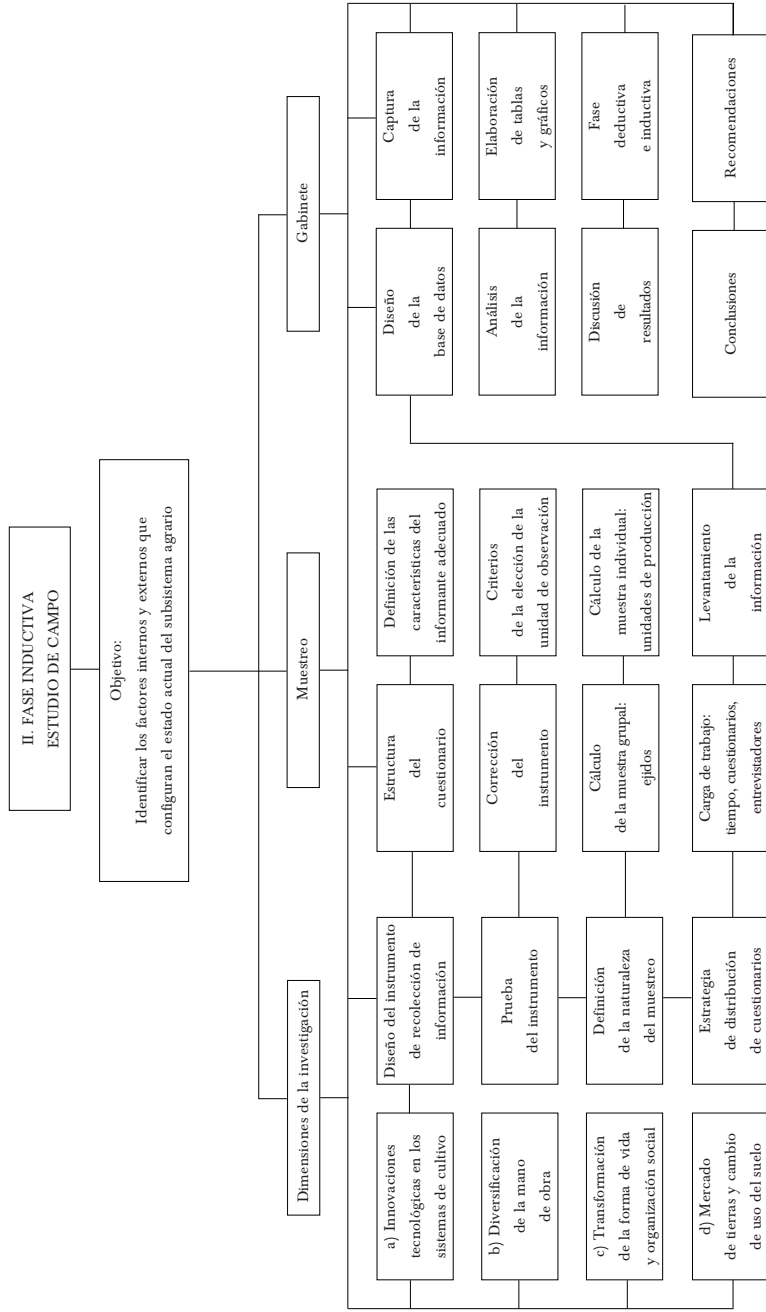 II. FASE INDUCTIVA
ESTUDIO DE CAMPO
Objetivo:
Identificar los factores internos y externos que
configuran el estado actual del subsistema agrario
Dimensiones de la investigación
Muestreo
Gabinete
a) Innovaciones
tecnológicas en los
sistemas de cultivo
Diseño del instrumento
de recolección de
información
Estructura
del
cuestionario
Definición de las
características del
informante adecuado
Diseño
de la
base de datos
Captura
de la
información
b) Diversificación
de la mano
de obra
Prueba
del instrumento
Corrección
del
instrumento
Criterios
de la elección de la
unidad de observación
Análisis
de la
información
Elaboración
de tablas
y gráficos
c) Transformación
de la forma de vida
y organización social
Definición
de la naturaleza
del muestreo
Cálculo
de la muestra grupal:
ejidos
Cálculo de la
muestra individual:
unidades de producción
Discusión
de
resultados
Fase
deductiva
e inductiva
d) Mercado
de tierras y cambio
de uso del suelo
Estrategia
de distribución
de cuestionarios
Carga de trabajo:
tiempo, cuestionarios,
entrevistadores
Levantamiento
de la
información
Conclusiones
Recomendaciones